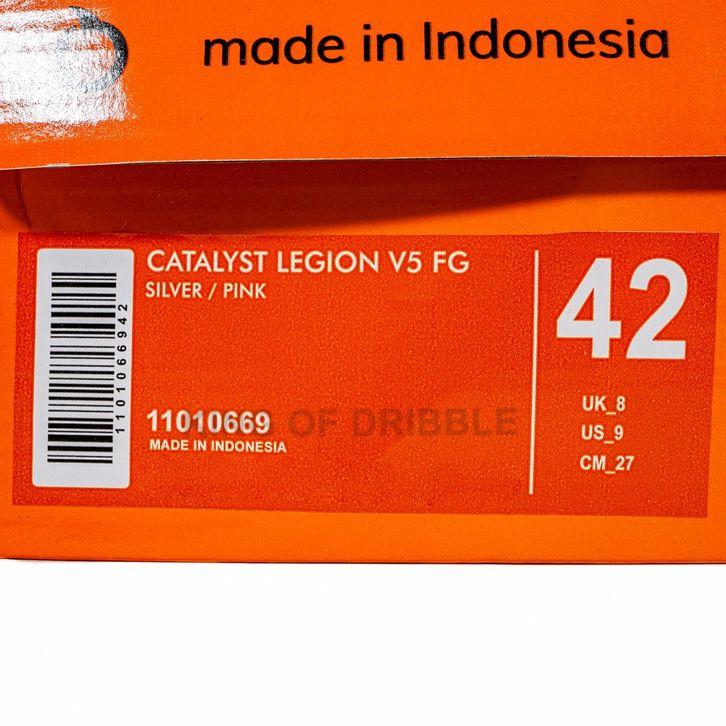 made in Indonesia
CATALYST LEGION V5 FG
SILVER / PINK
1101066942
11010669
OF DRIBBLE
MADE IN INDONESIA
42
UK_8
US_9
CM_27